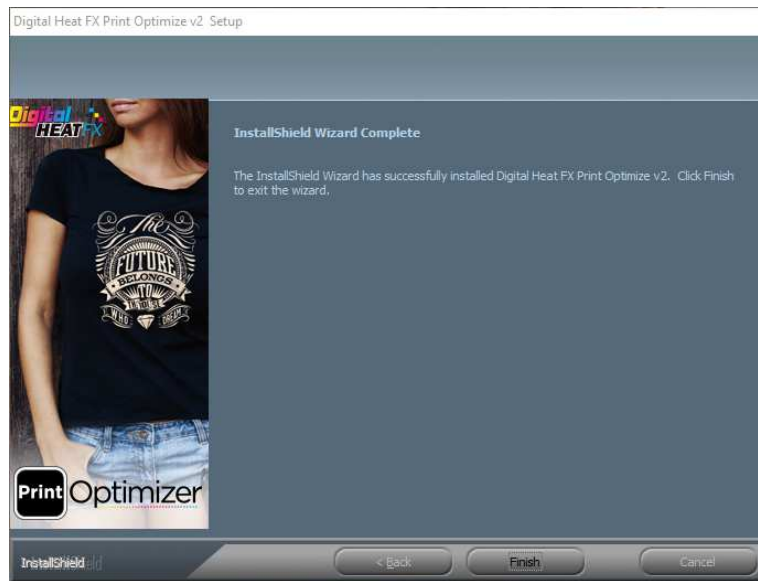 Digital Heat FX Print Optimize v2 Setup
Digital
HEAT FX
InstallShield Wizard Complete
The InstallShield Wizard has successfully installed Digital Heat FX Print Optimize v2. Click Finish
to exit the wizard.
The
FUTURE
BELONGS
TO
THOSE
WHO DREAM
Print Optimizer
InstallShield
< Back Finish Cancel